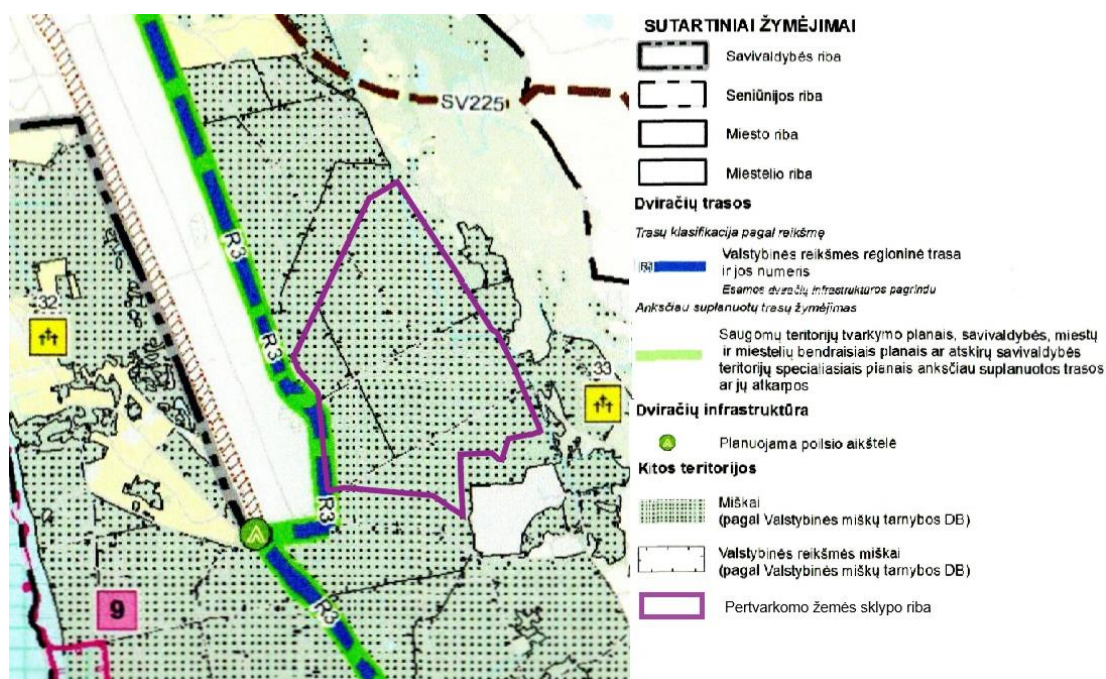 SV225
R3
R3
R3
R3
32
33
9
SUTARTINIAI ŽYMĖJIMAI
Savivaldybės riba
Seniūnijos riba
Miesto riba
Miestelio riba
Dviračių trasos
Trasų klasifikacija pagal reikšmę
R3
Valstybinės reikšmės regioninė trasa
ir jos numeris
Esamos dviračių infrastruktūros pagrindu
Anksčiau suplanuotų trasų žymėjimas
Saugomų teritorijų tvarkymo planais, savivaldybės, miestų
ir miestelių bendraisiais planais ar atskirų savivaldybės
teritorijų specialiaisiais planais anksčiau suplanuotos trasos
ar jų atkarpos
Dviračių infrastruktūra
Planuojama poilsio aikštelė
Kitos teritorijos
Miškai
(pagal Valstybinės miškų tarnybos DB)
Valstybinės reikšmės miškai
(pagal Valstybinės miškų tarnybos DB)
Pertvarkomo žemės sklypo riba